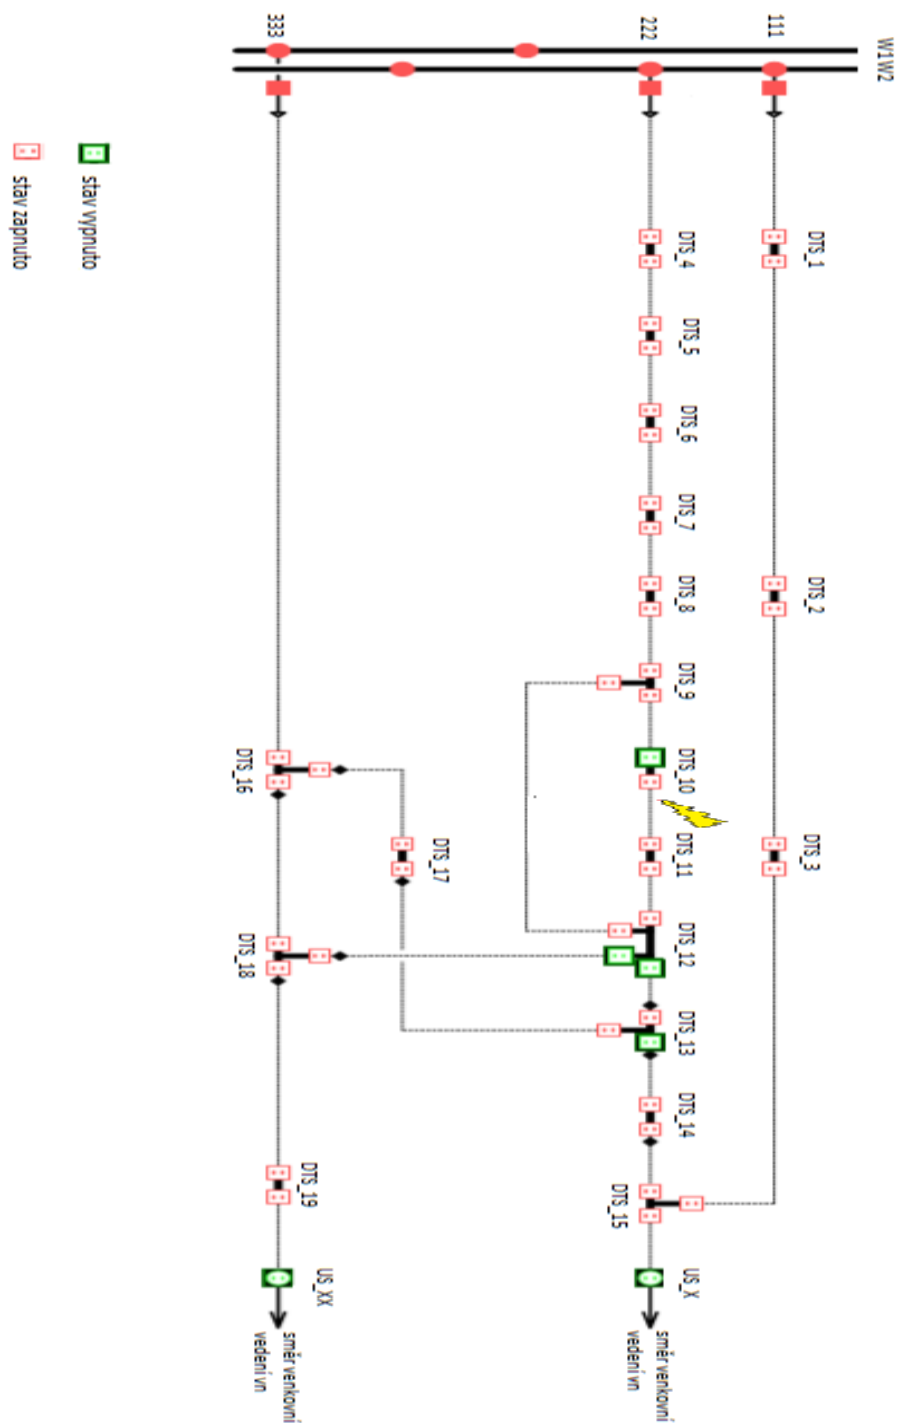 W1W2
111
DTS_1
DTS_2
DTS_3
222
DTS_4
DTS_5
DTS_6
DTS_7
DTS_8
DTS_9
DTS_10
DTS_11
DTS_12
DTS_13
DTS_14
DTS_15
US_X
směr venkovní
vedení vn
DTS_17
333
DTS_16
DTS_18
DTS_19
US_XX
směr venkovní
vedení vn
stav vypnuto
stav zapnuto